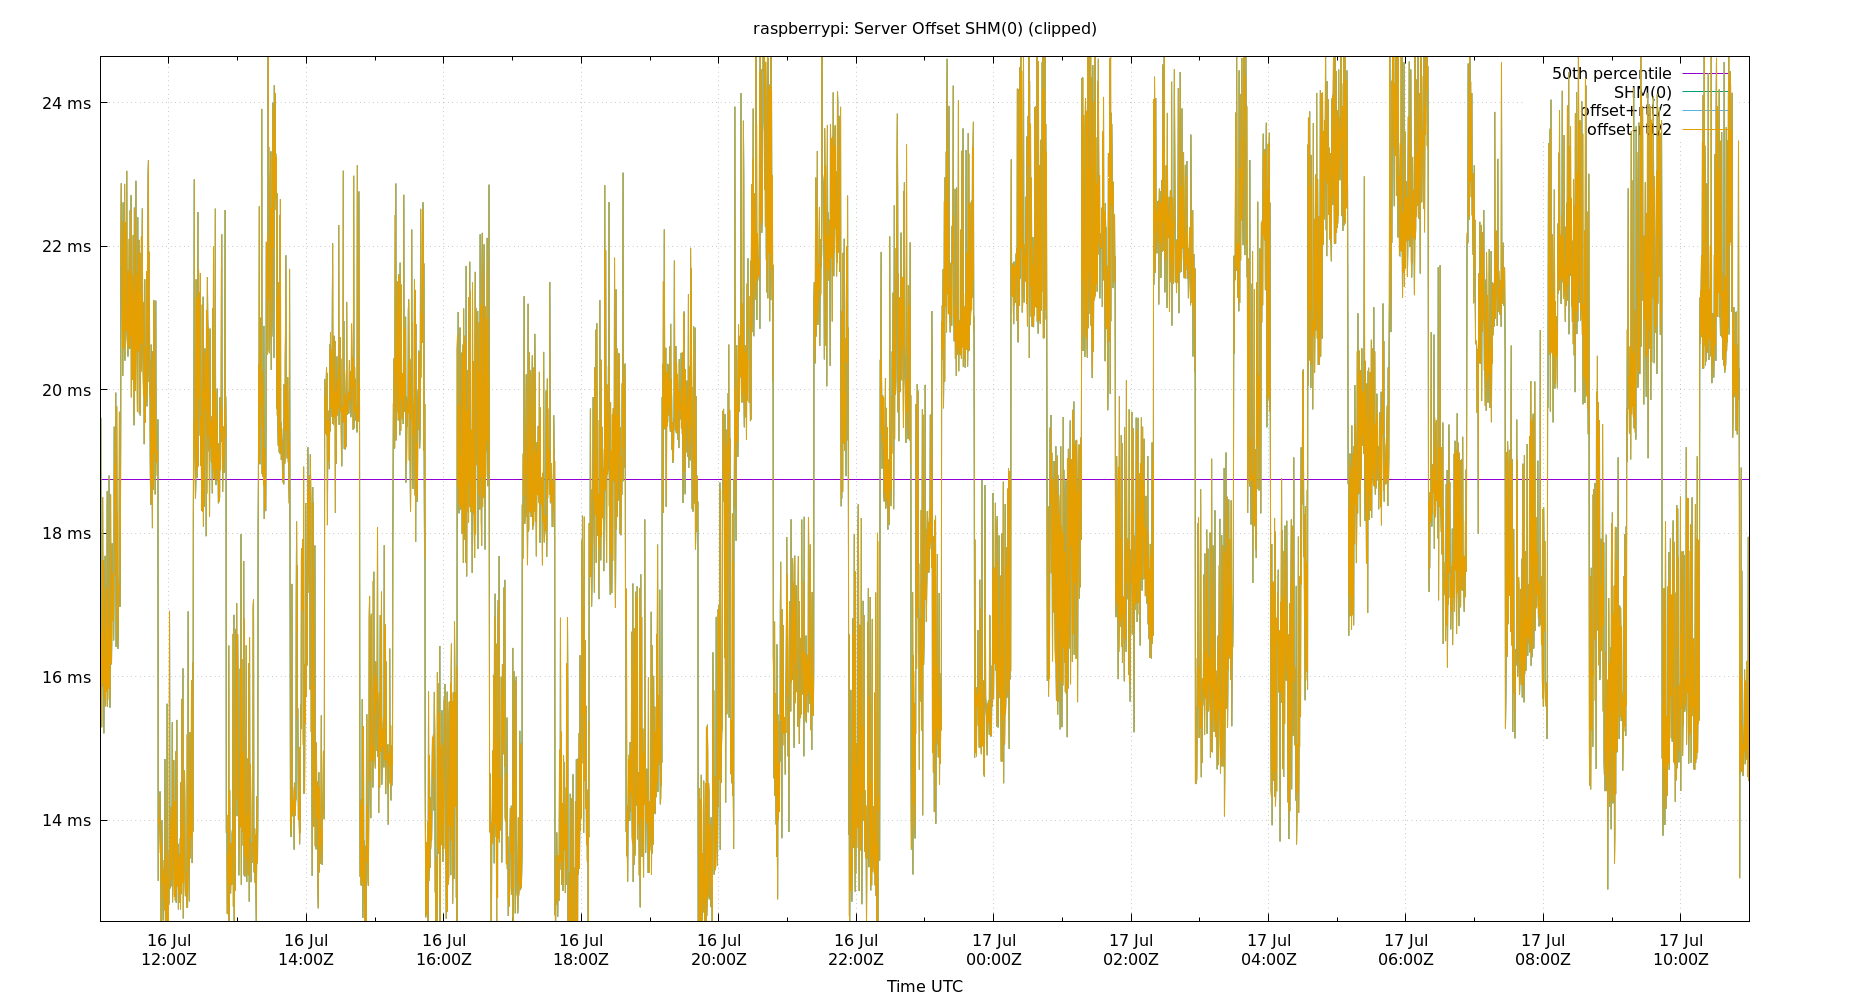 raspberrypi: Server Offset SHM(0) (clipped)
50th percentile
SHM(0)
offset+rtt/2
offset-rtt/2
24 ms
22 ms
20 ms
18 ms
16 ms
14 ms
16 Jul 16 Jul 16 Jul 16 Jul 16 Jul 16 Jul 17 Jul 17 Jul 17 Jul 17 Jul 17 Jul 17 Jul
12:00Z 14:00Z 16:00Z 18:00Z 20:00Z 22:00Z 00:00Z 02:00Z 04:00Z 06:00Z 08:00Z 10:00Z
Time UTC